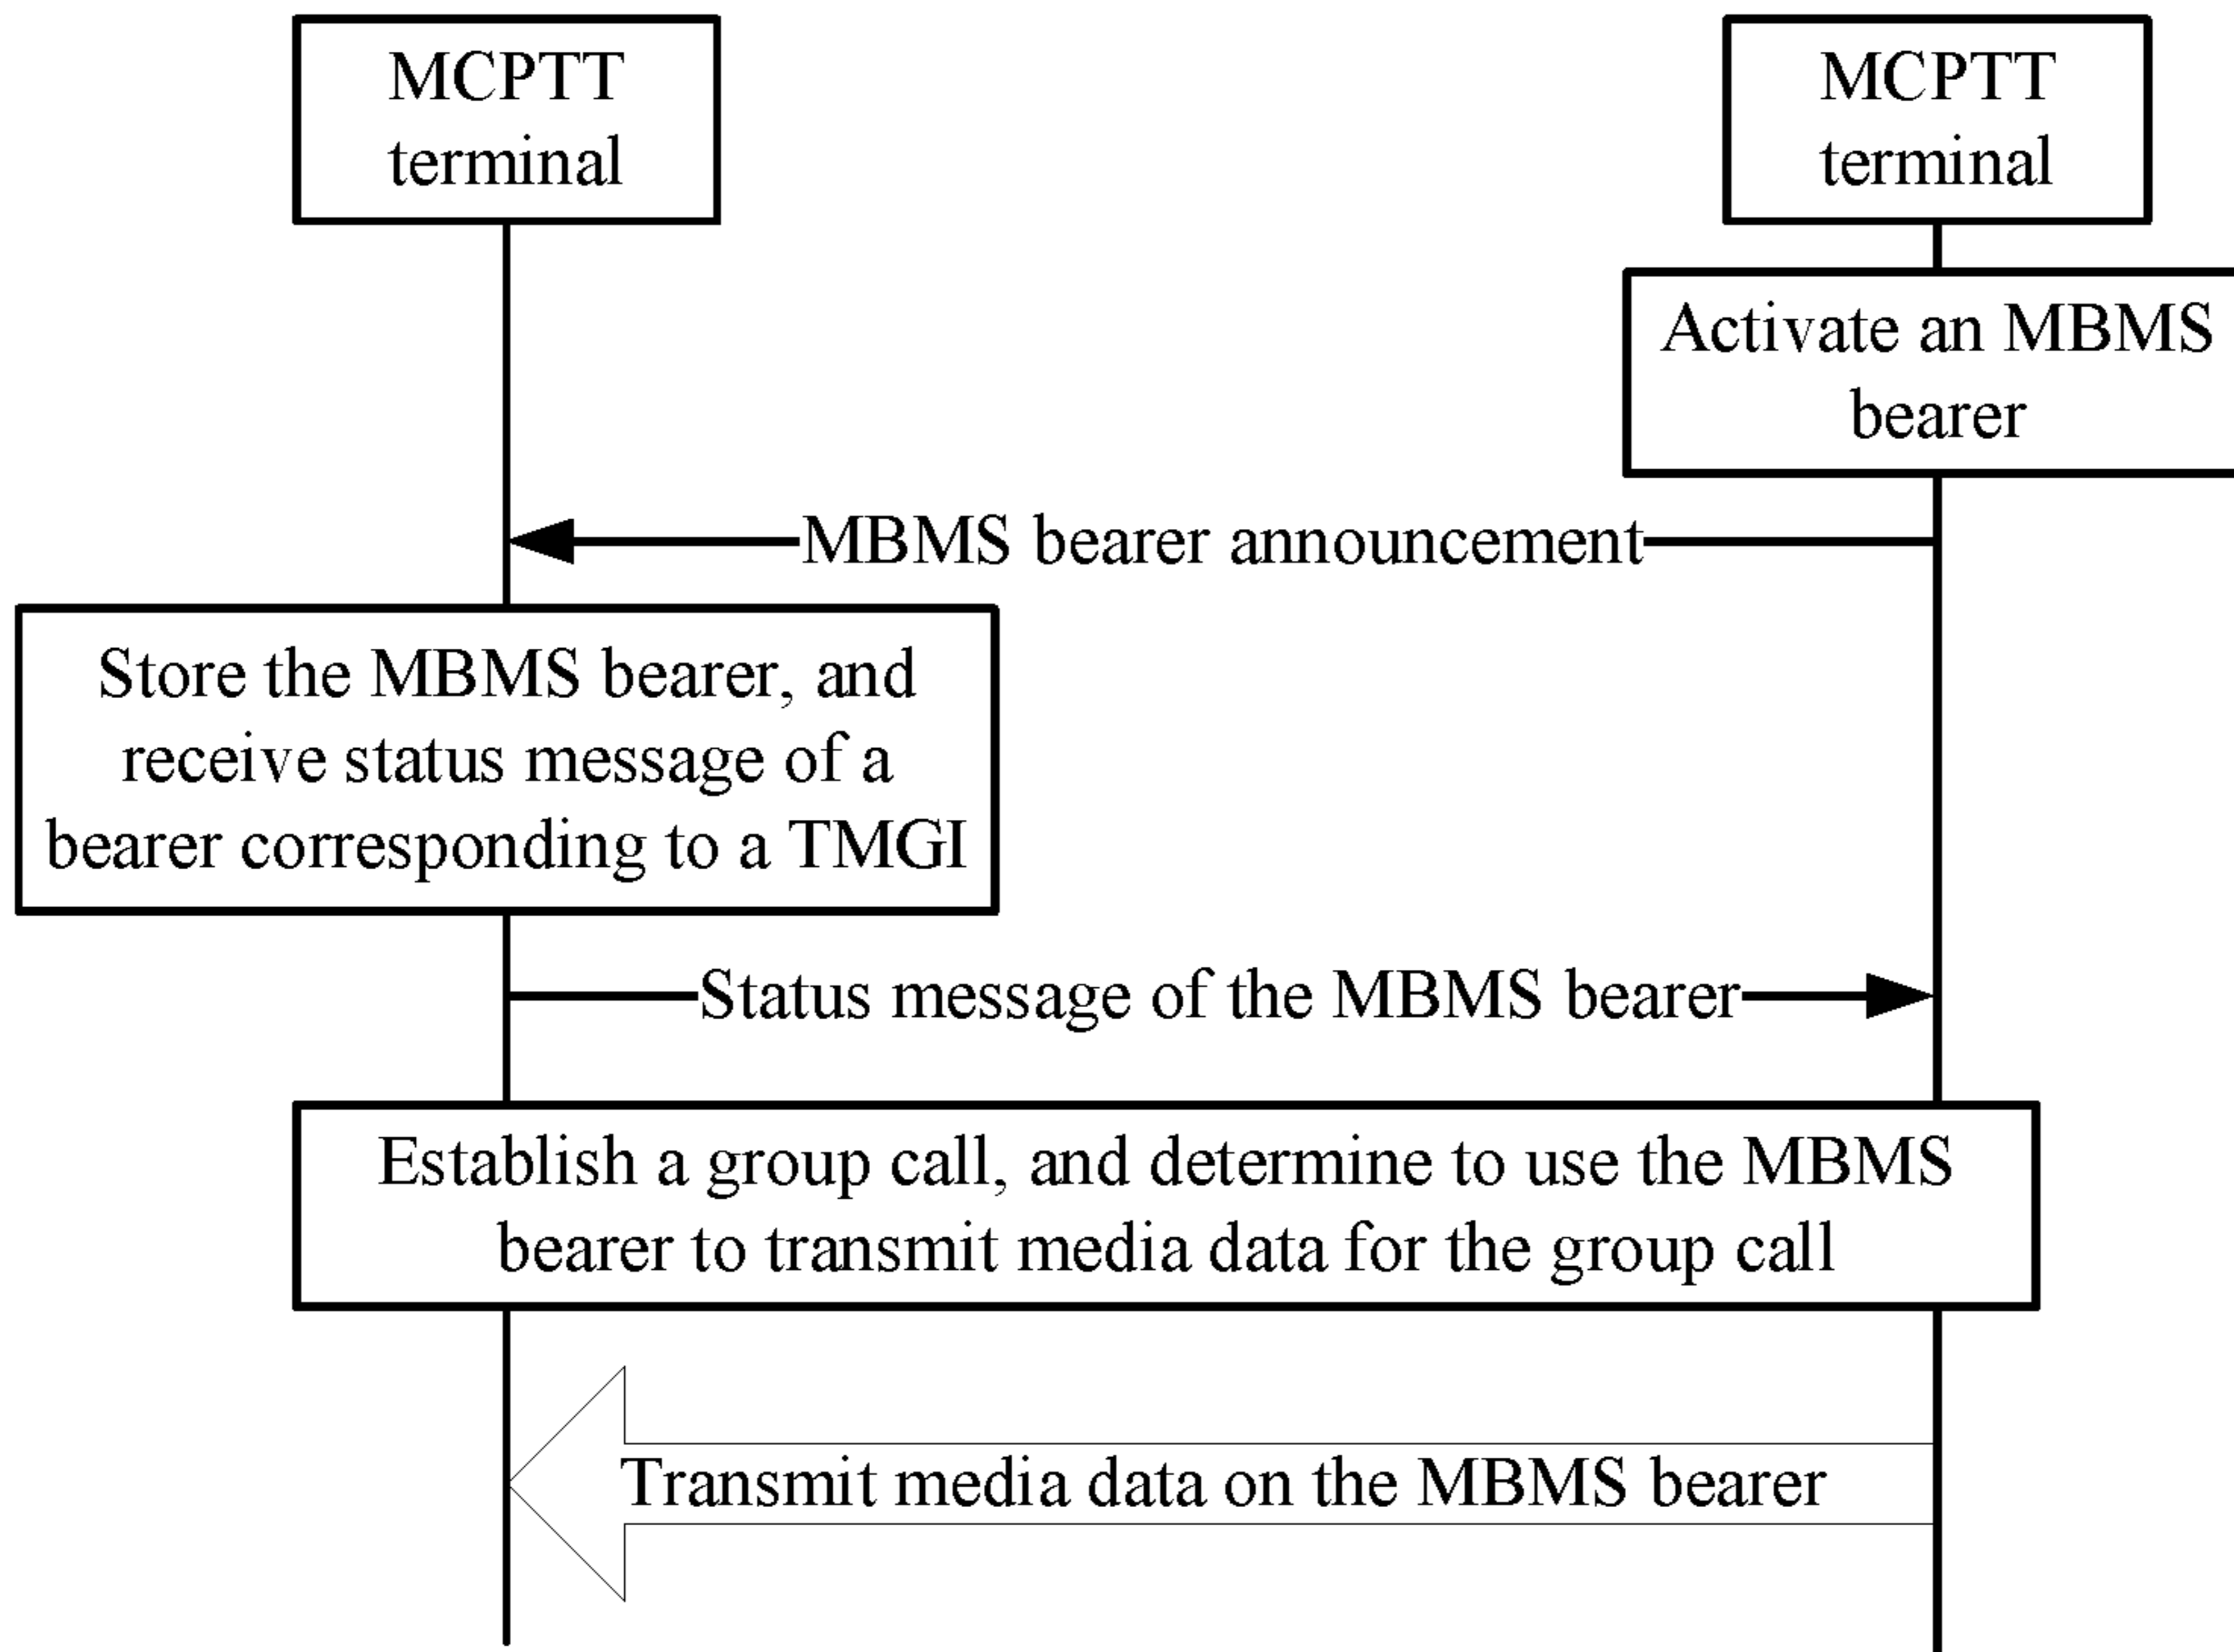 MCPTT
terminal
MCPTT
terminal
Activate an MBMS
bearer
MBMS bearer announcement
Store the MBMS bearer, and
receive status message of a
bearer corresponding to a TMGI
Status message of the MBMS bearer
Establish a group call, and determine to use the MBMS
bearer to transmit media data for the group call
Transmit media data on the MBMS bearer